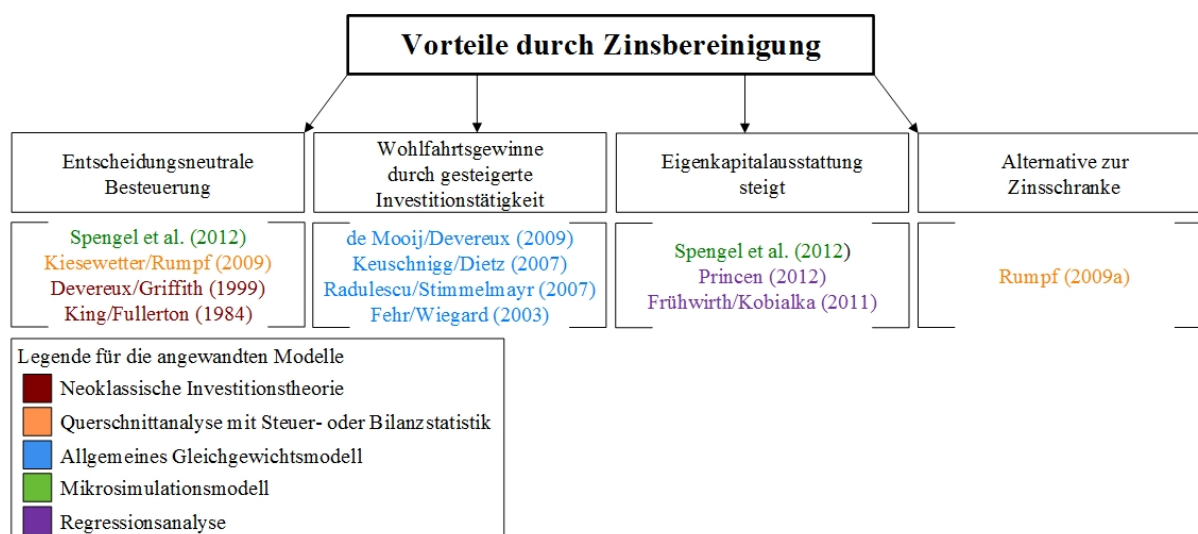 Vorteile durch Zinsbereinigung
Entscheidungsneutrale
Besteuerung
Wohlfahrtsgewinne
durch gesteigerte
Investitionstätigkeit
Eigenkapitalausstattung
steigt
Alternative zur
Zinsschranke
Spengel et al. (2012)
Kiesewetter/Rumpf (2009)
Devereux/Griffith (1999)
King/Fullerton (1984)
de Mooij/Devereux (2009)
Keuschnigg/Dietz (2007)
Radulescu/Stimmelmayr (2007)
Fehr/Wiegard (2003)
Spengel et al. (2012)
Princen (2012)
Frühwirth/Kobialka (2011)
Rumpf (2009a)
Legende für die angewandten Modelle
Neoklassische Investitionstheorie
Querschnittanalyse mit Steuer- oder Bilanzstatistik
Allgemeines Gleichgewichtsmodell
Mikrosimulationsmodell
Regressionsanalyse